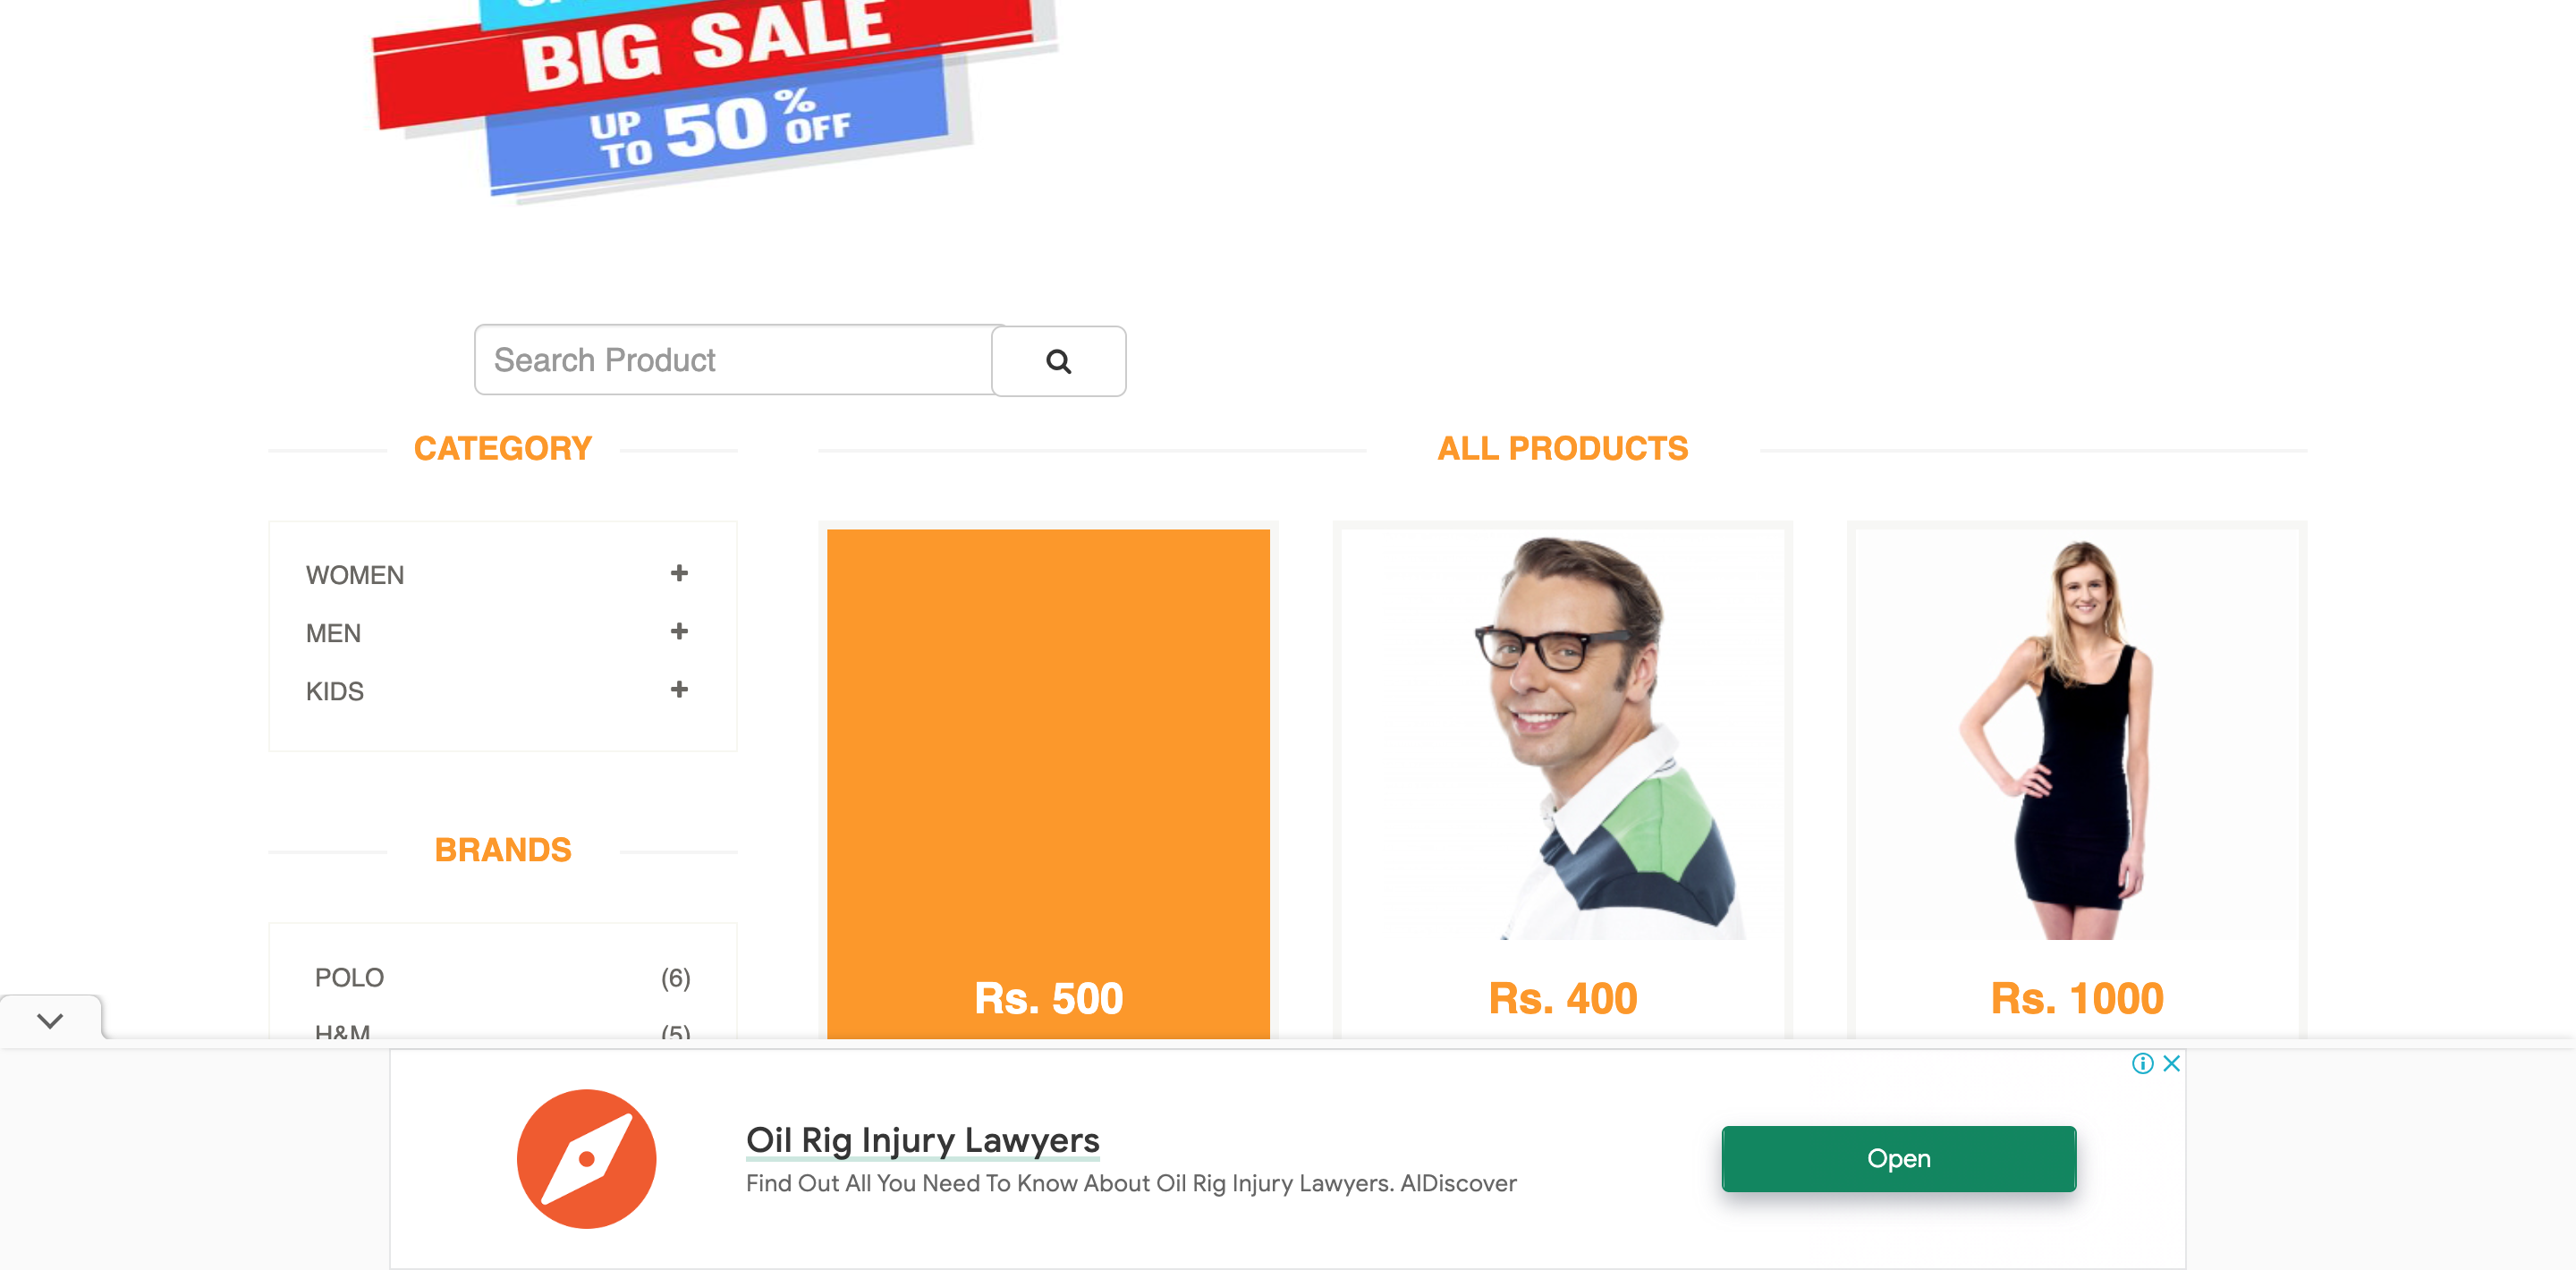 BIG SALE
UP TO 50% OFF
Search Product
CATEGORY
ALL PRODUCTS
WOMEN
MEN
KIDS
BRANDS
POLO (6)
H&M (5)
Rs. 500
Rs. 400
Rs. 1000
Oil Rig Injury Lawyers
Find Out All You Need To Know About Oil Rig Injury Lawyers. AIDiscover
Open